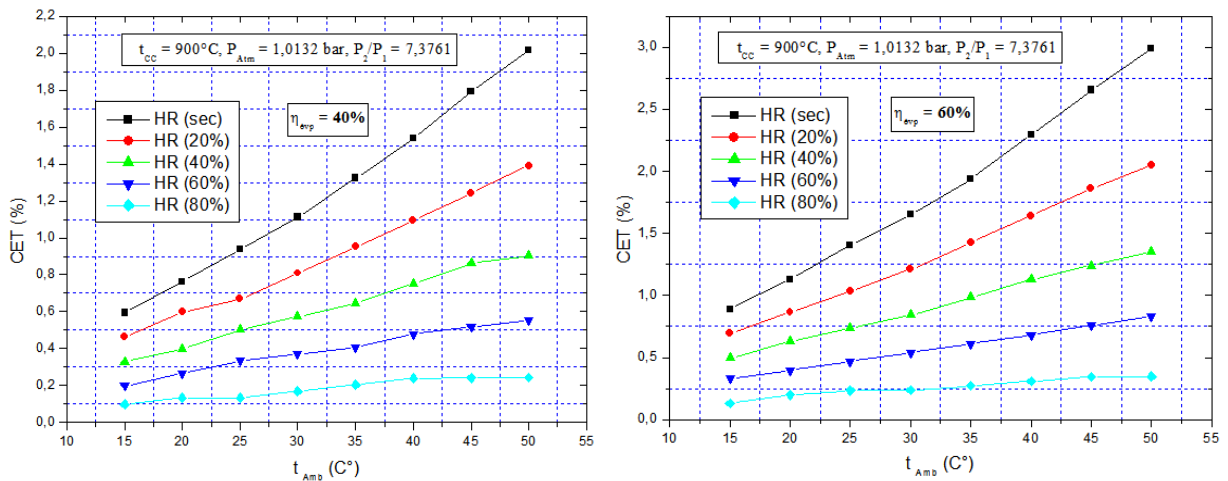 t_CC = 900°C, P_Atm = 1,0132 bar, P_2/P_1 = 7,3761
η_évp = 40%
HR (sec)
HR (20%)
HR (40%)
HR (60%)
HR (80%)
CET (%)
2,2
2,0
1,8
1,6
1,4
1,2
1,0
0,8
0,6
0,4
0,2
0,0
10 15 20 25 30 35 40 45 50 55
t_Amb (C°)
t_CC = 900°C, P_Atm = 1,0132 bar, P_2/P_1 = 7,3761
η_évp = 60%
HR (sec)
HR (20%)
HR (40%)
HR (60%)
HR (80%)
CET (%)
3,0
2,5
2,0
1,5
1,0
0,5
0,0
10 15 20 25 30 35 40 45 50 55
t_Amb (C°)